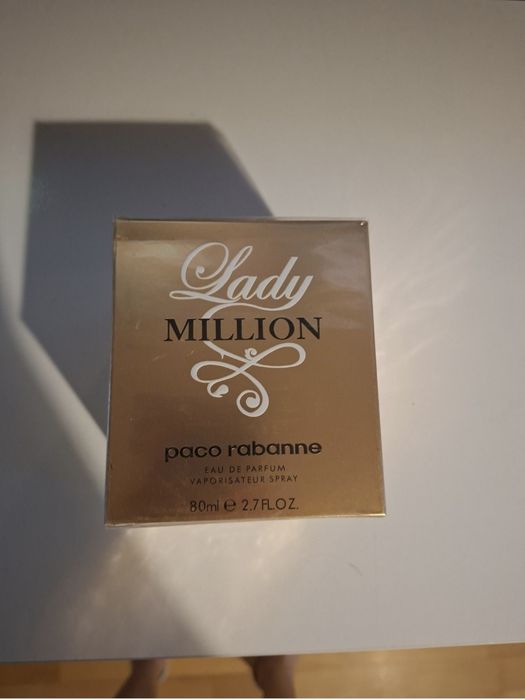 Lady
MILLION
paco rabanne
EAU DE PARFUM
VAPORISATEUR SPRAY
80ml ℮ 2.7FL.OZ.